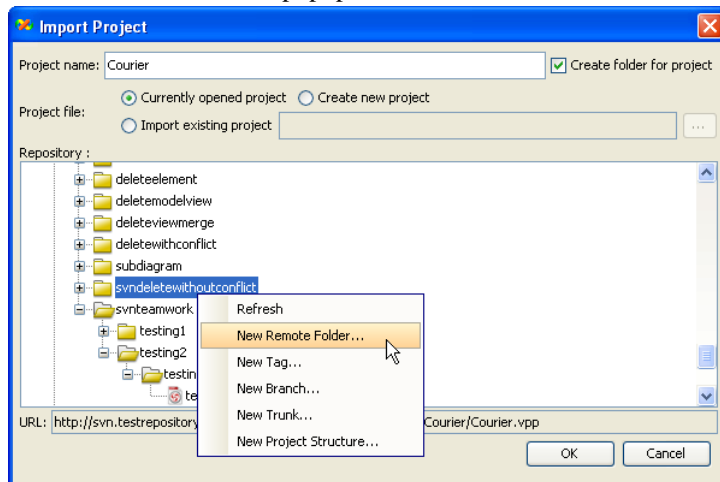 Import Project
Project name: Courier Create folder for project
Project file: Currently opened project Create new project
Import existing project ...
Repository :
deleteelement
deletemodelview
deleteviewmerge
deletewithconflict
subdiagram
svndeletewithoutconflict
svnteamwork
testing1
testing2
testin
te
Refresh
New Remote Folder...
New Tag...
New Branch...
New Trunk...
New Project Structure...
URL: http://svn.testrepository Courier/Courier.vpp
OK Cancel